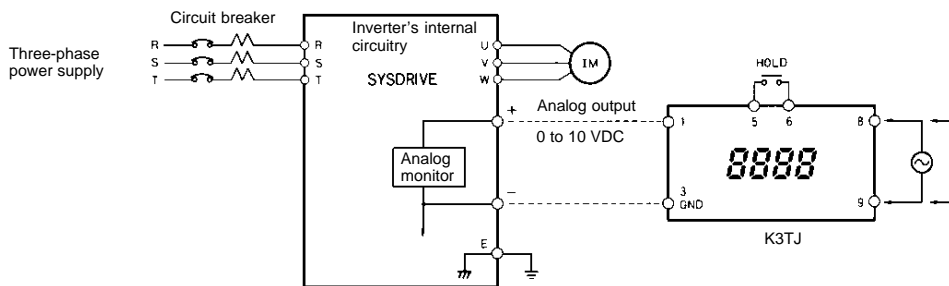 Circuit breaker
Three-phase
power supply
R
S
T
R
S
T
Inverter's internal
circuitry
SYSDRIVE
U
V
W
IM
Analog
monitor
+
−
E
Analog output
0 to 10 VDC
HOLD
1
5
6
8
8888
3
GND
9
K3TJ